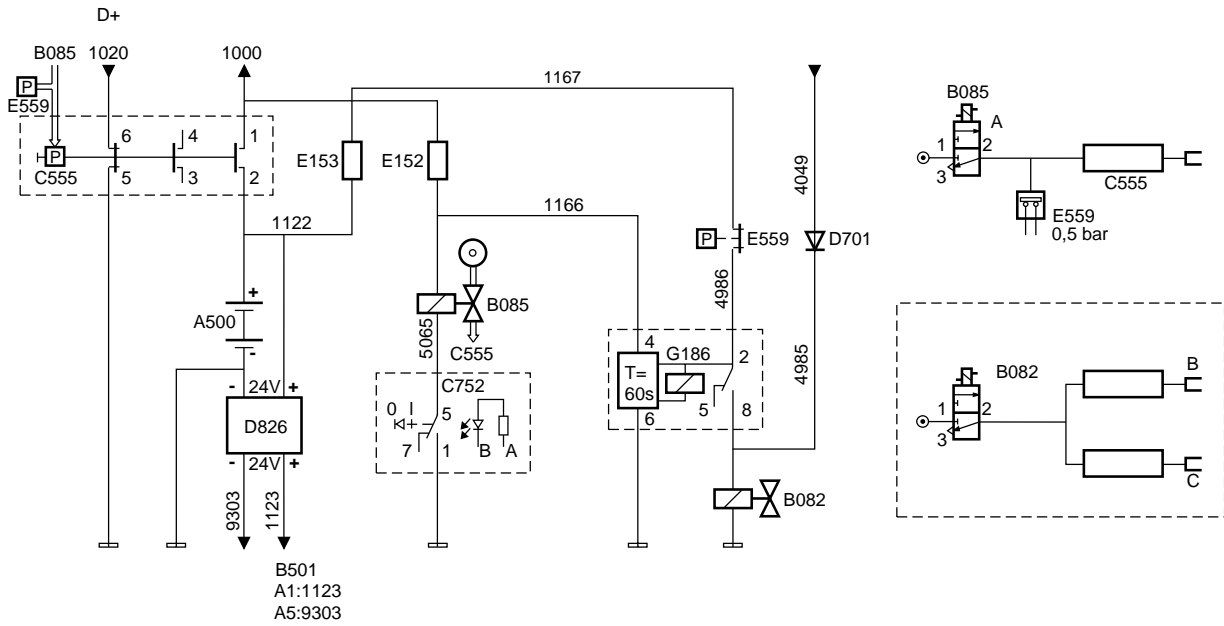 D+
B085 1020 1000
P
E559
1167
6 4 1
P
C555
5 3 2
E153 E152
1122
1166
4049
P E559
D701
4986
4985
+
A500
-
B085
5065
C555
- 24V +
D826
- 24V +
9303
1123
B501
A1:1123
A5:9303
C752
0 I
5
7 1
B A
4 G186 2
T=
60s
5 8
6
B082
B085
A
1 2
3
C555
E559
0,5 bar
B082
B
1 2
3
C